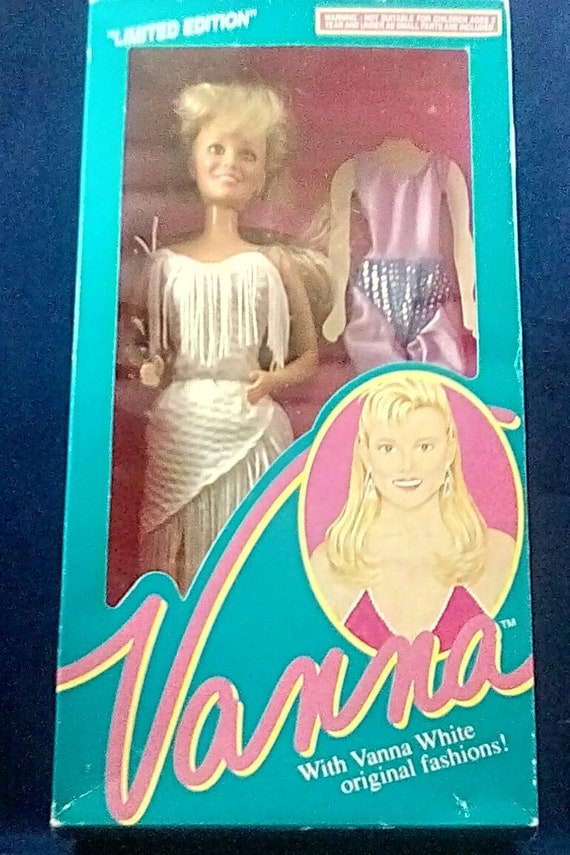 "LIMITED EDITION"
WARNING: NOT SUITABLE FOR CHILDREN AGES 3
YEAR AND UNDER AS SMALL PARTS ARE INCLUDED
Vanna™
With Vanna White
original fashions!